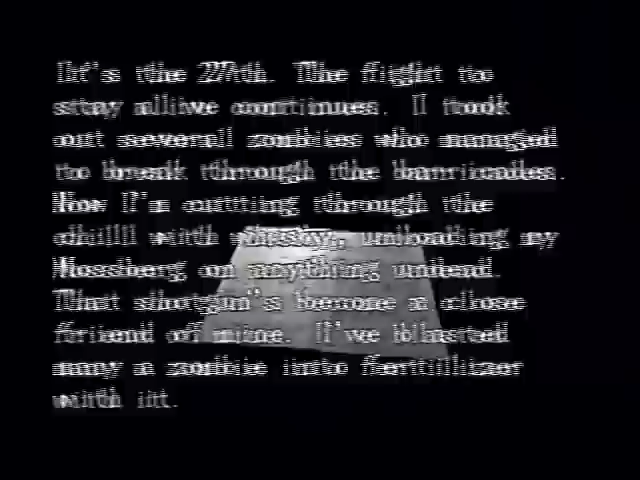 It's the 27th. The fight to
stay alive continues. I took
out several zombies who managed
to break through the barricades.
Now I'm cutting through the
chill with whisky, unloading my
Mossberg on anything undead.
That shotgun's become a close
friend of mine. I've blasted
many a zombie into fertilizer
with it.